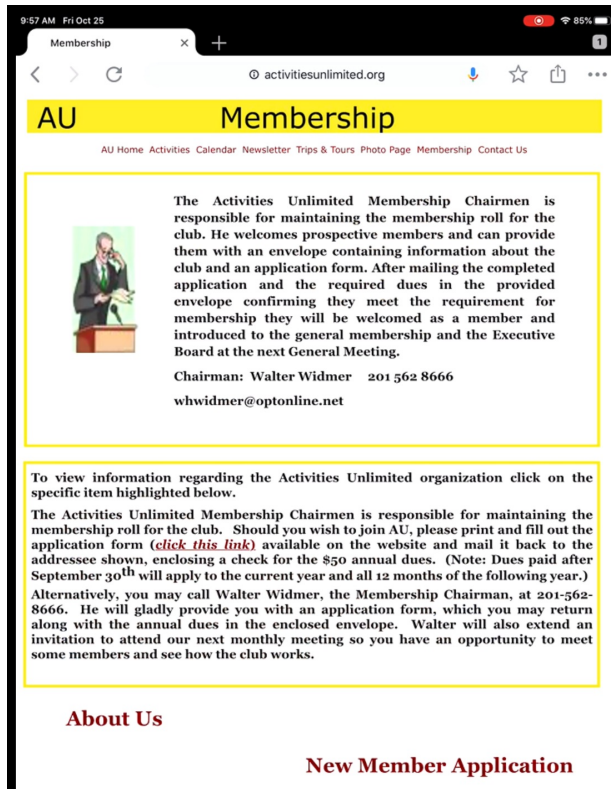 9:57 AM Fri Oct 25
85%
Membership
1
activitiesunlimited.org
AU Membership
AU Home Activities Calendar Newsletter Trips & Tours Photo Page Membership Contact Us
The Activities Unlimited Membership Chairmen is
responsible for maintaining the membership roll for the
club. He welcomes prospective members and can provide
them with an envelope containing information about the
club and an application form. After mailing the completed
application and the required dues in the provided
envelope confirming they meet the requirement for
membership they will be welcomed as a member and
introduced to the general membership and the Executive
Board at the next General Meeting.
Chairman: Walter Widmer 201 562 8666
whwidmer@optonline.net
To view information regarding the Activities Unlimited organization click on the
specific item highlighted below.
The Activities Unlimited Membership Chairmen is responsible for maintaining the
membership roll for the club. Should you wish to join AU, please print and fill out the
application form (click this link) available on the website and mail it back to the
addressee shown, enclosing a check for the $50 annual dues. (Note: Dues paid after
September 30th will apply to the current year and all 12 months of the following year.)
Alternatively, you may call Walter Widmer, the Membership Chairman, at 201-562-
8666. He will gladly provide you with an application form, which you may return
along with the annual dues in the enclosed envelope. Walter will also extend an
invitation to attend our next monthly meeting so you have an opportunity to meet
some members and see how the club works.
About Us
New Member Application